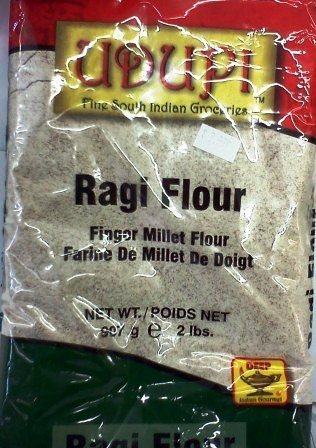 UDUPI
Fine South Indian Groceries™
Ragi Flour
Finger Millet Flour
Farine De Millet De Doigt
NET WT./POIDS NET
907 g ℮ 2 lbs.
DEEP
Indian Gourmet
Ragi Flour